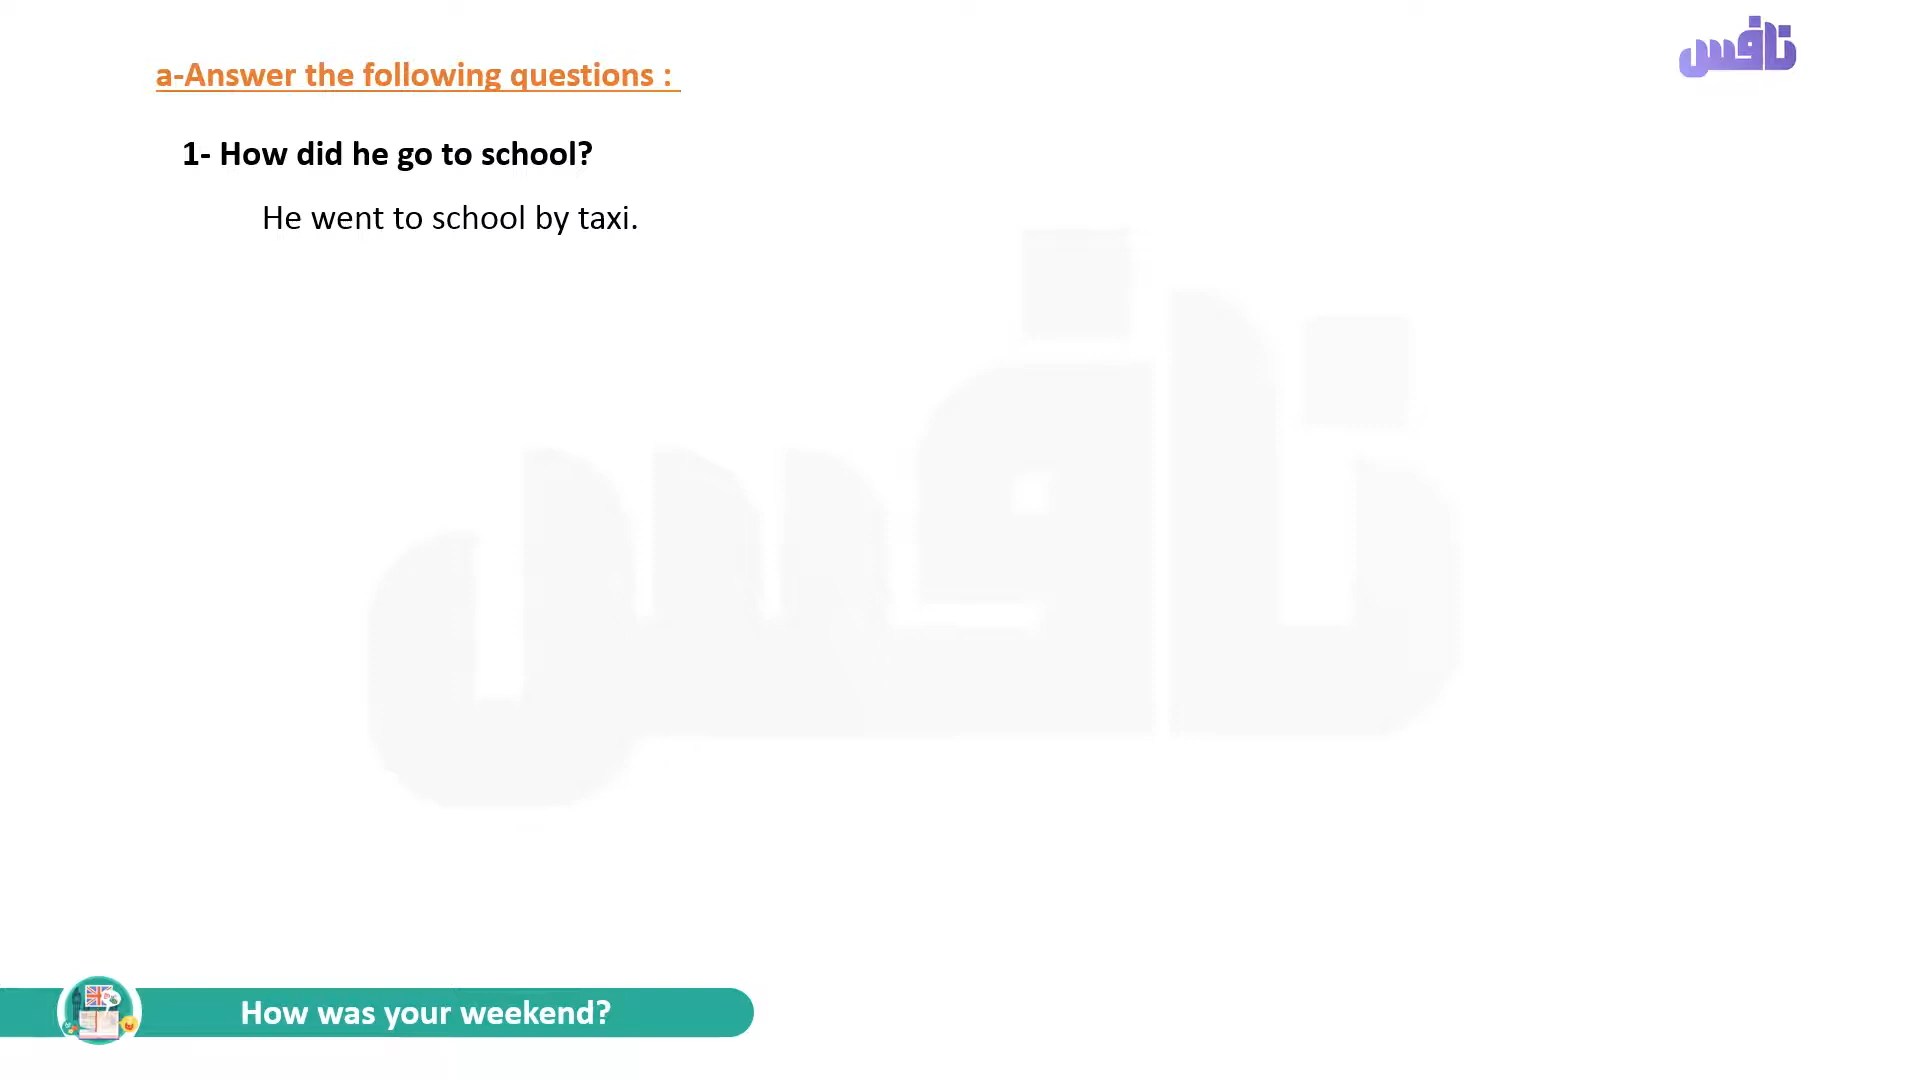 نافس
a-Answer the following questions :
1- How did he go to school?
He went to school by taxi.
نافس
How was your weekend?